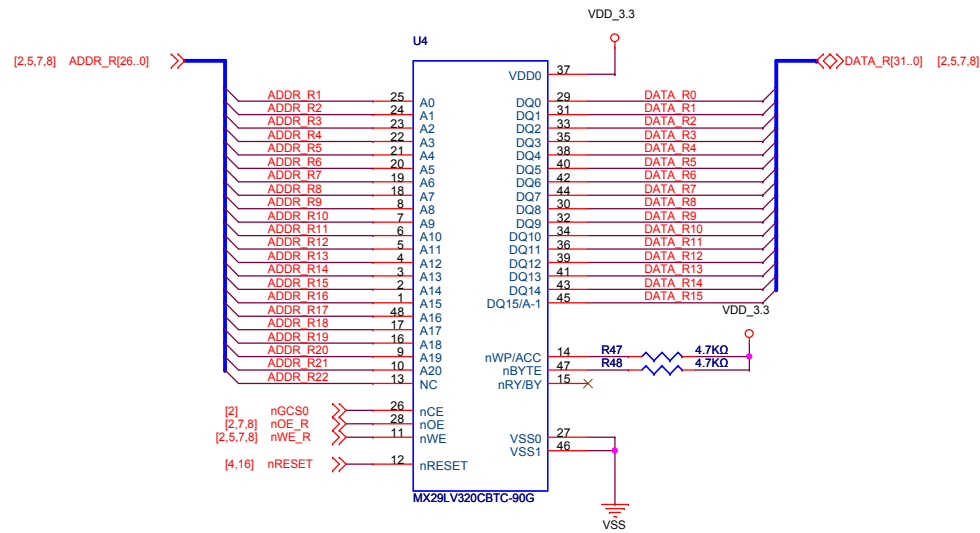 VDD_3.3
U4
[2,5,7,8] ADDR_R[26..0]
DATA_R[31..0] [2,5,7,8]
37 VDD0
ADDR_R1 25 A0 DQ0 29 DATA_R0
ADDR_R2 24 A1 DQ1 31 DATA_R1
ADDR_R3 23 A2 DQ2 33 DATA_R2
ADDR_R4 22 A3 DQ3 35 DATA_R3
ADDR_R5 21 A4 DQ4 38 DATA_R4
ADDR_R6 20 A5 DQ5 40 DATA_R5
ADDR_R7 19 A6 DQ6 42 DATA_R6
ADDR_R8 18 A7 DQ7 44 DATA_R7
ADDR_R9 8 A8 DQ8 30 DATA_R8
ADDR_R10 7 A9 DQ9 32 DATA_R9
ADDR_R11 6 A10 DQ10 34 DATA_R10
ADDR_R12 5 A11 DQ11 36 DATA_R11
ADDR_R13 4 A12 DQ12 39 DATA_R12
ADDR_R14 3 A13 DQ13 41 DATA_R13
ADDR_R15 2 A14 DQ14 43 DATA_R14
ADDR_R16 1 A15 DQ15/A-1 45 DATA_R15
ADDR_R17 48 A16
VDD_3.3
ADDR_R18 17 A17
ADDR_R19 16 A18
ADDR_R20 9 A19 nWP/ACC 14 R47 4.7KΩ
ADDR_R21 10 A20 nBYTE 47 R48 4.7KΩ
ADDR_R22 13 NC nRY/BY 15
[2] nGCS0 26 nCE
[2,7,8] nOE_R 28 nOE
[2,5,7,8] nWE_R 11 nWE VSS0 27
VSS1 46
[4,16] nRESET 12 nRESET
MX29LV320CBTC-90G
VSS